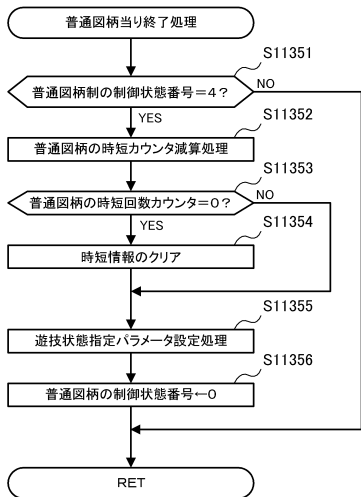 普通図柄当り終了処理
S11351
普通図柄制の制御状態番号=4?
NO
YES
S11352
普通図柄の時短カウンタ減算処理
S11353
普通図柄の時短回数カウンタ=0?
NO
YES
S11354
時短情報のクリア
S11355
遊技状態指定パラメータ設定処理
S11356
普通図柄の制御状態番号←0
RET